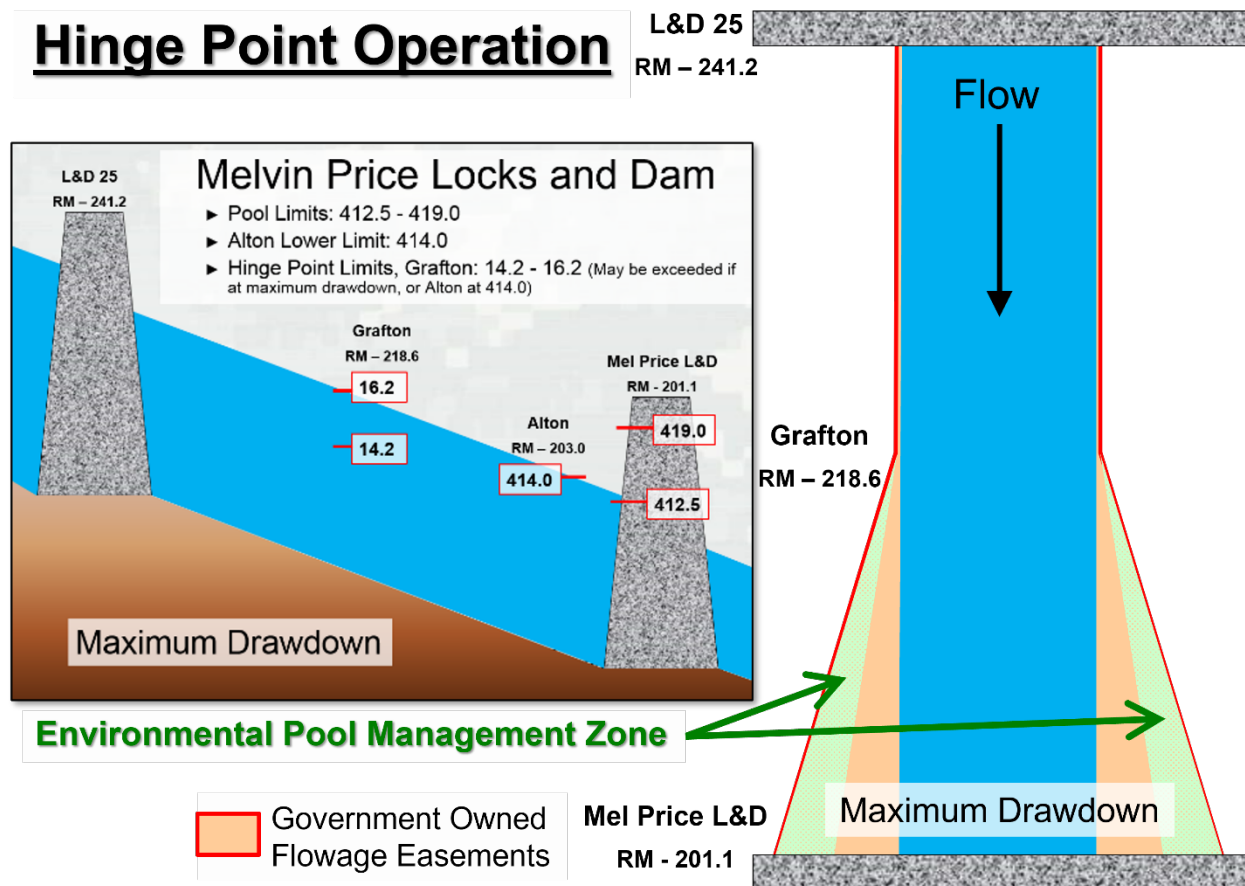 Hinge Point Operation
L&D 25
RM – 241.2
Flow
L&D 25
RM – 241.2
Melvin Price Locks and Dam
► Pool Limits: 412.5 - 419.0
► Alton Lower Limit: 414.0
► Hinge Point Limits, Grafton: 14.2 - 16.2 (May be exceeded if
at maximum drawdown, or Alton at 414.0)
Grafton
RM – 218.6
16.2
14.2
Alton
RM – 203.0
414.0
Mel Price L&D
RM - 201.1
419.0
412.5
Maximum Drawdown
Grafton
RM – 218.6
Environmental Pool Management Zone
Government Owned
Flowage Easements
Mel Price L&D
RM - 201.1
Maximum Drawdown